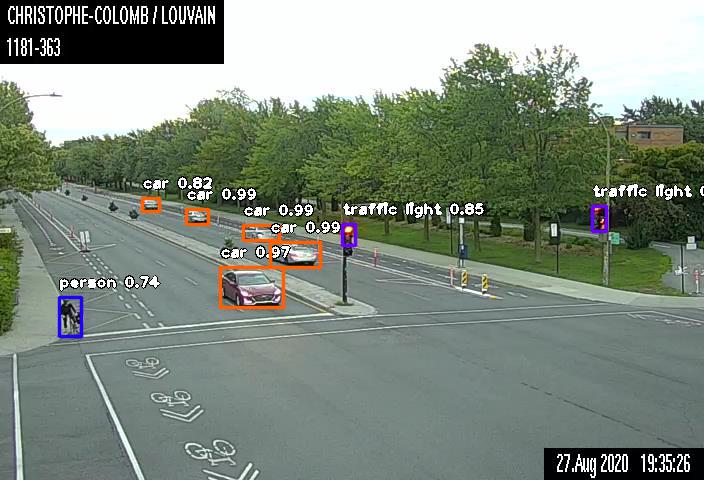 CHRISTOPHE-COLOMB / LOUVAIN
1181-363
car 0.82
car 0.99
car 0.99
traffic light 0.85
traffic light 0
car 0.99
car 0.97
person 0.74
27.Aug 2020 19:35:26